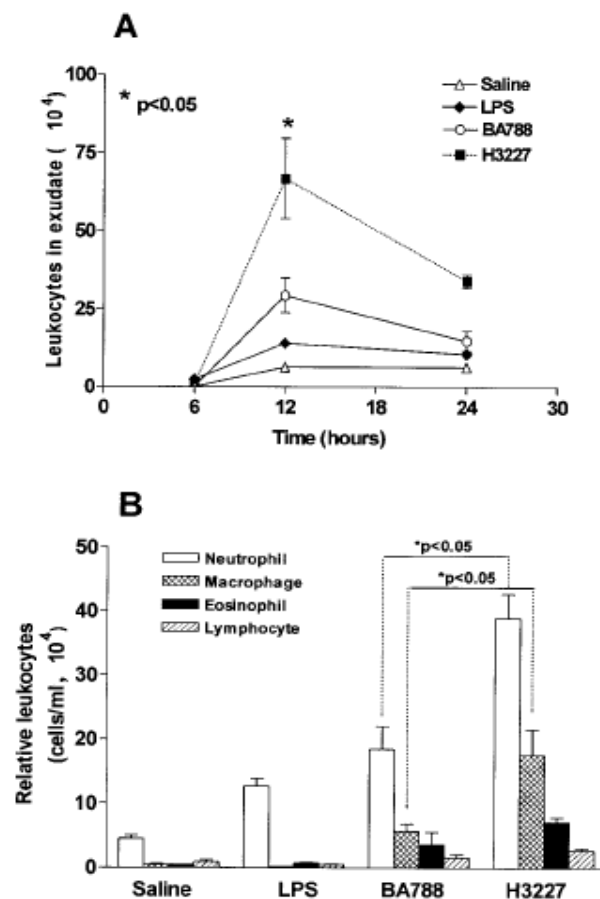 A
100
75
50
25
0
* p<0.05
*
Saline
LPS
BA788
H3227
Leukocytes in exudate ( 10⁴)
0 6 12 18 24 30
Time (hours)
B
50
40
30
20
10
0
Neutrophil
Macrophage
Eosinophil
Lymphocyte
*p<0.05
*p<0.05
Relative leukocytes
(cells/ml, 10⁴)
Saline LPS BA788 H3227